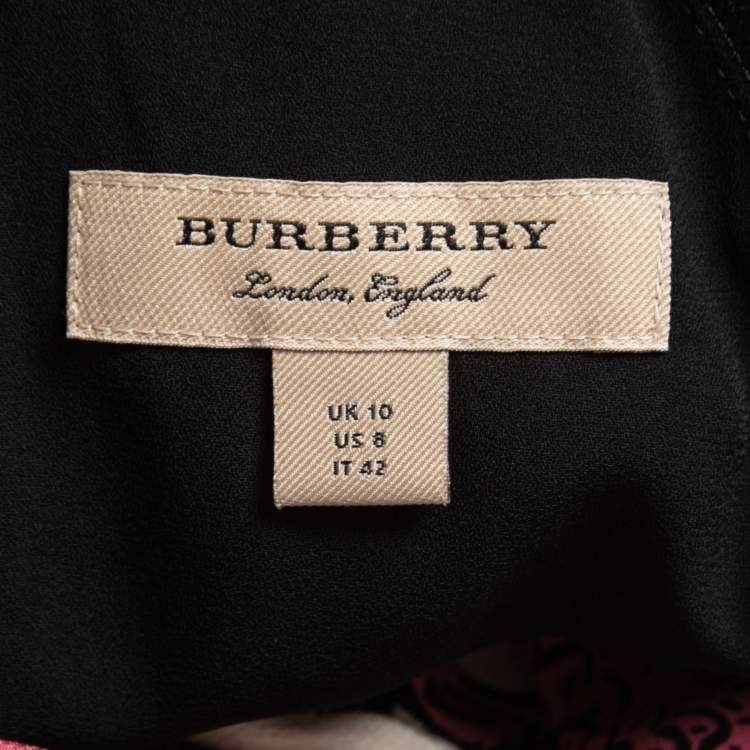 BURBERRY
London, England
UK 10
US 8
IT 42